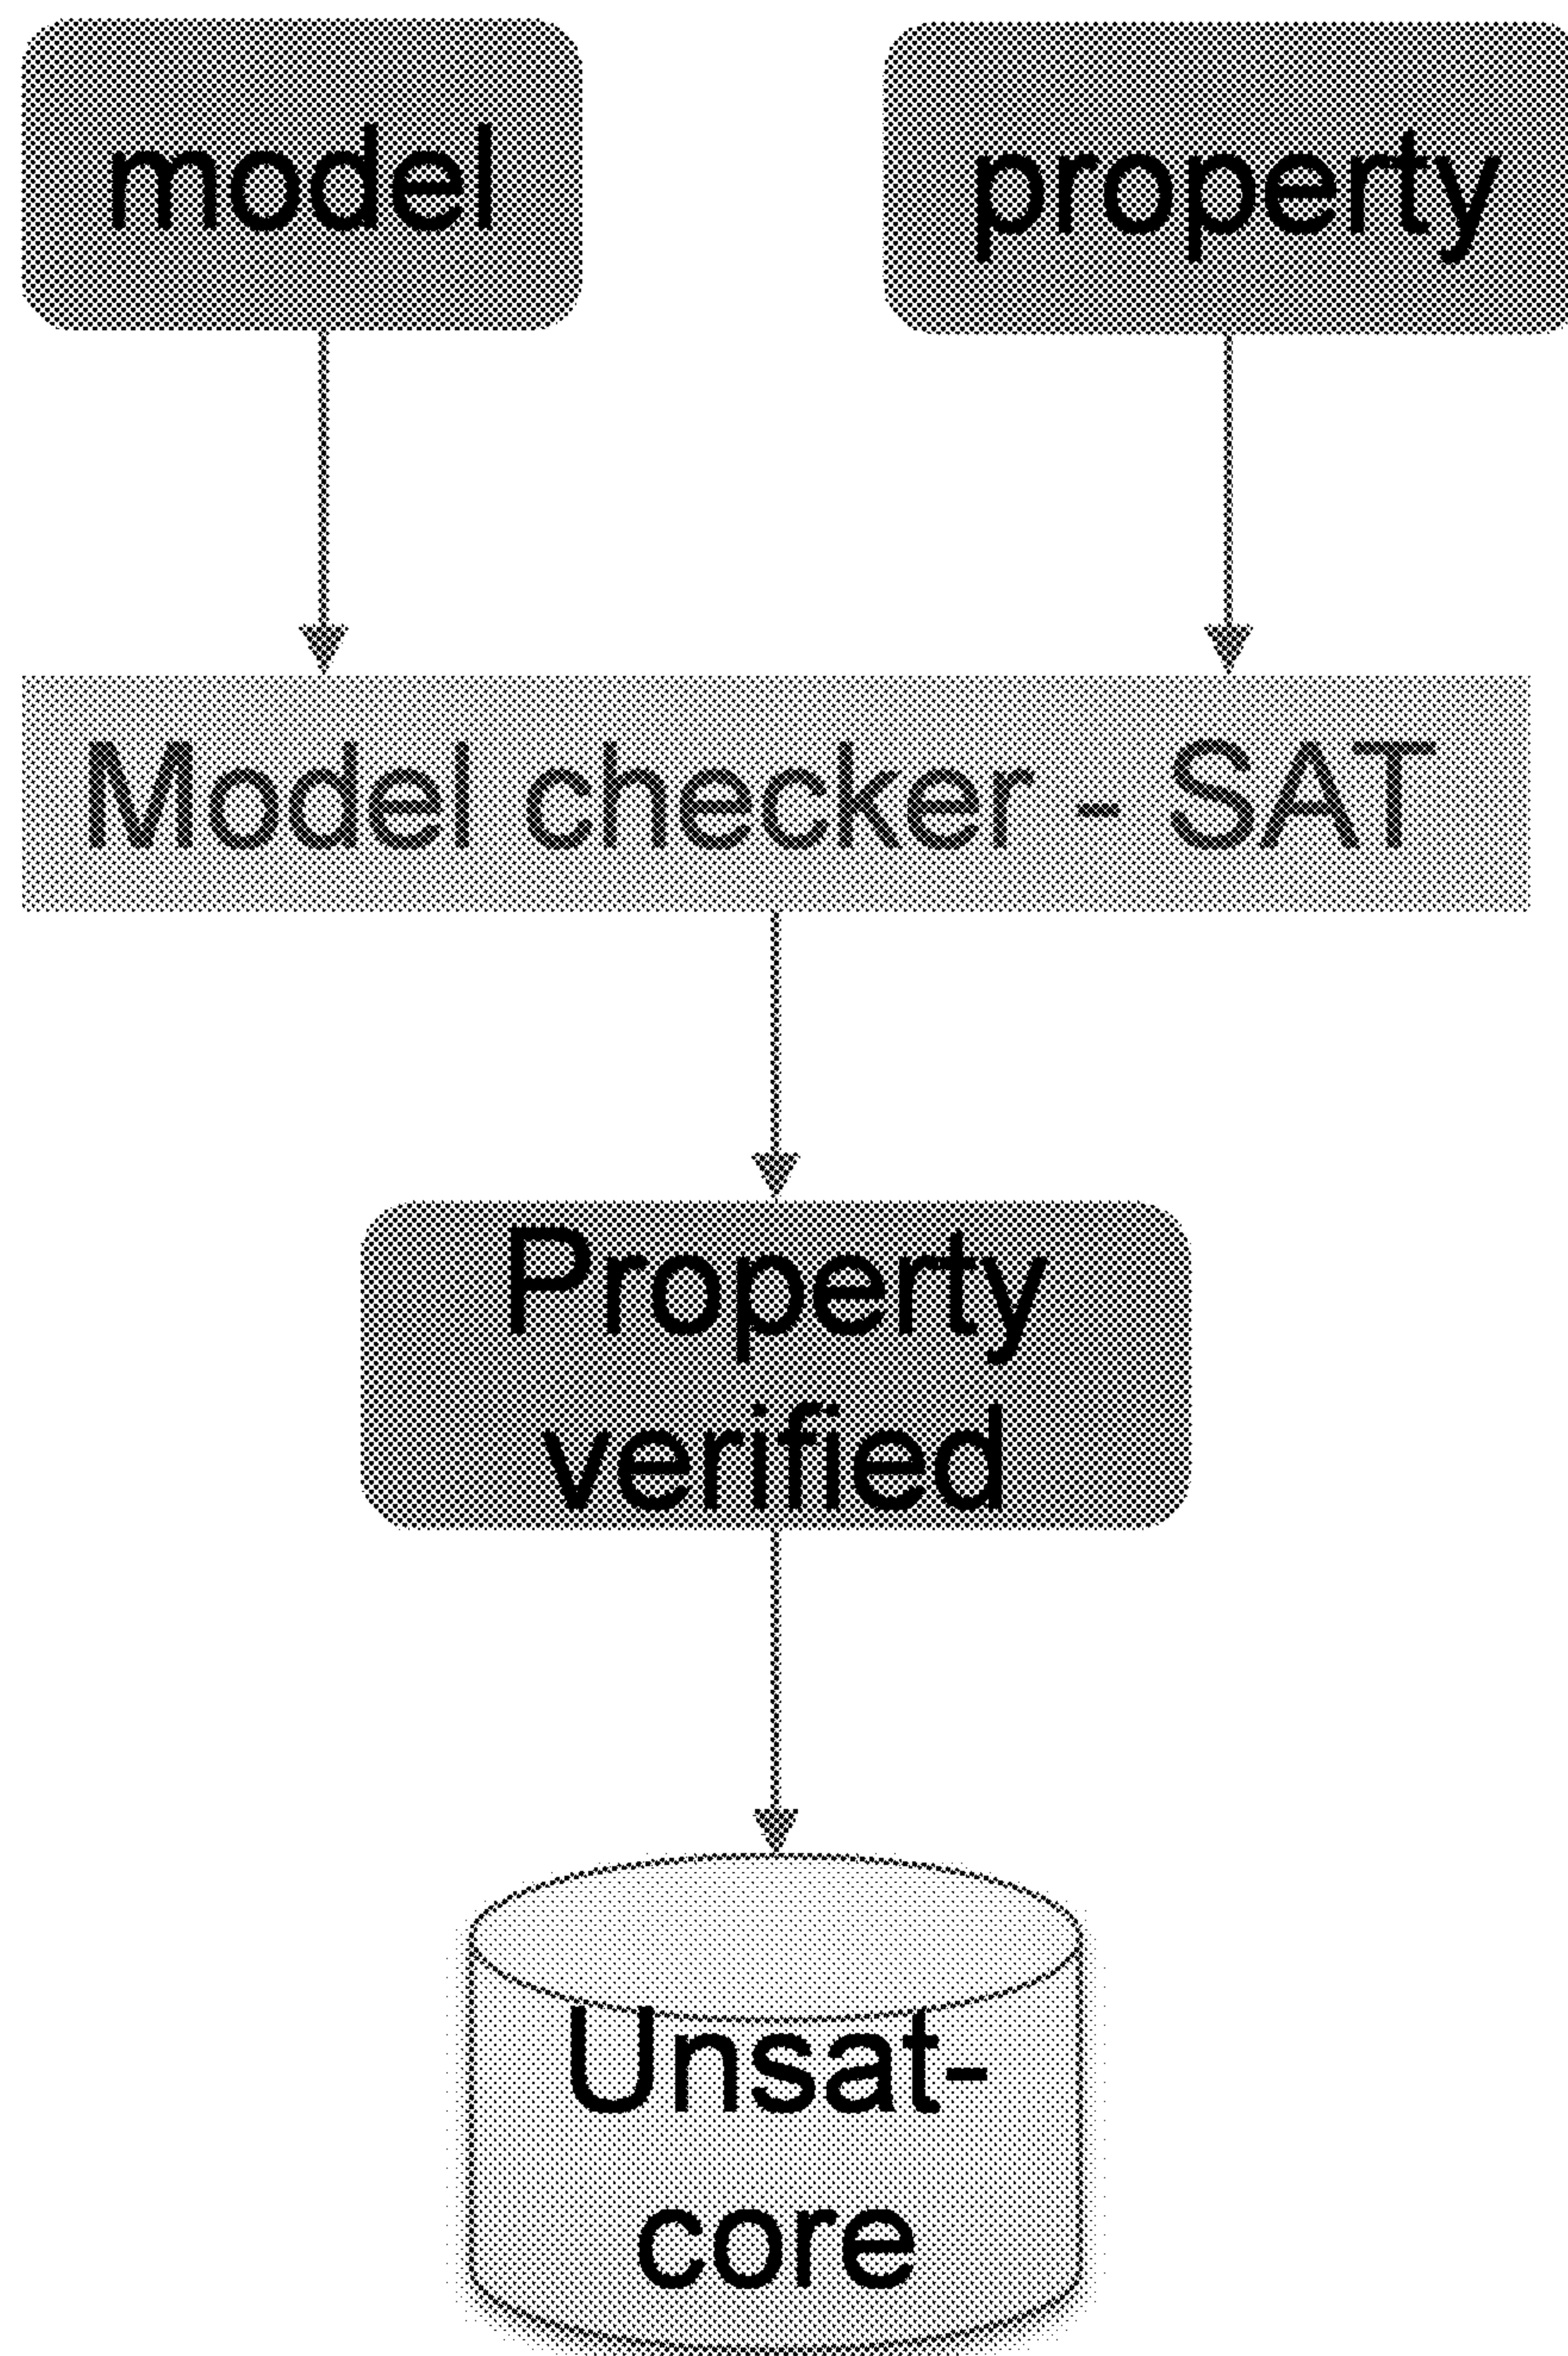 model
property
Model checker - SAT
Property
verified
Unsat-
core